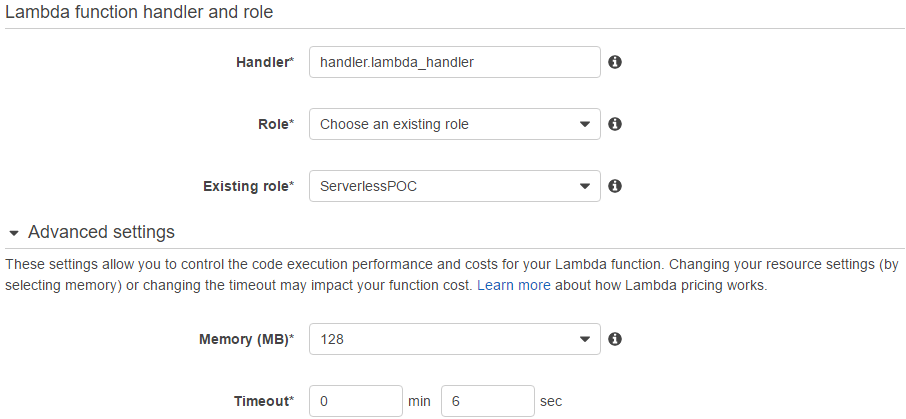 Lambda function handler and role
Handler* handler.lambda_handler
Role* Choose an existing role
Existing role* ServerlessPOC
Advanced settings
These settings allow you to control the code execution performance and costs for your Lambda function. Changing your resource settings (by
selecting memory) or changing the timeout may impact your function cost. Learn more about how Lambda pricing works.
Memory (MB)* 128
Timeout* 0 min 6 sec